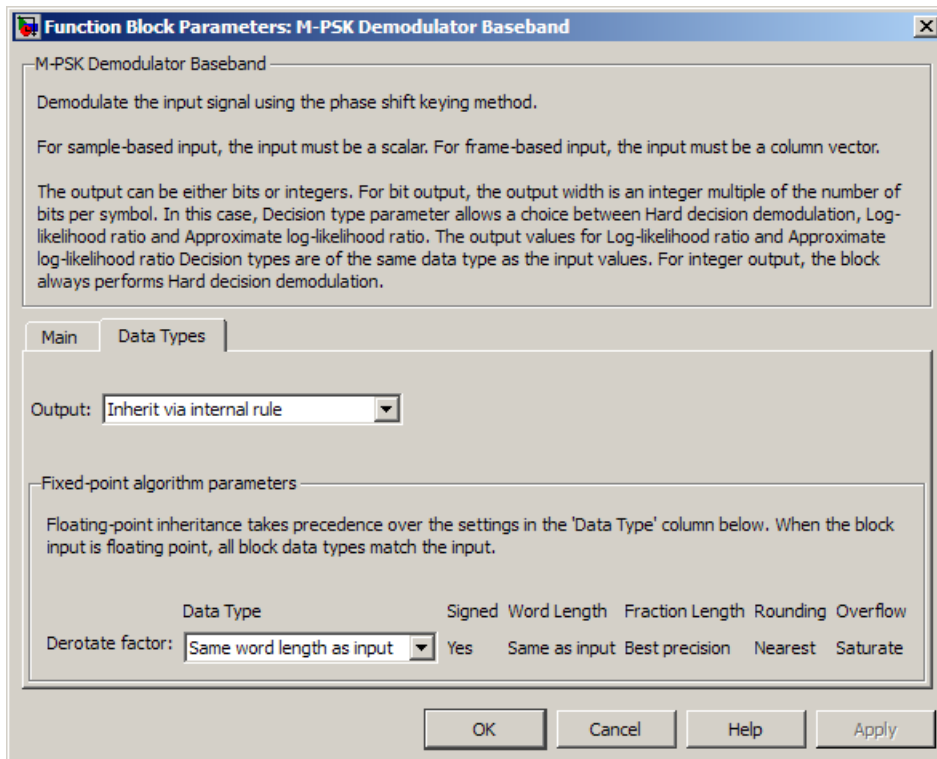 Function Block Parameters: M-PSK Demodulator Baseband
M-PSK Demodulator Baseband
Demodulate the input signal using the phase shift keying method.
For sample-based input, the input must be a scalar. For frame-based input, the input must be a column vector.
The output can be either bits or integers. For bit output, the output width is an integer multiple of the number of
bits per symbol. In this case, Decision type parameter allows a choice between Hard decision demodulation, Log-
likelihood ratio and Approximate log-likelihood ratio. The output values for Log-likelihood ratio and Approximate
log-likelihood ratio Decision types are of the same data type as the input values. For integer output, the block
always performs Hard decision demodulation.
Main Data Types
Output: Inherit via internal rule
Fixed-point algorithm parameters
Floating-point inheritance takes precedence over the settings in the 'Data Type' column below. When the block
input is floating point, all block data types match the input.
Data Type Signed Word Length Fraction Length Rounding Overflow
Derotate factor: Same word length as input Yes Same as input Best precision Nearest Saturate
OK Cancel Help Apply